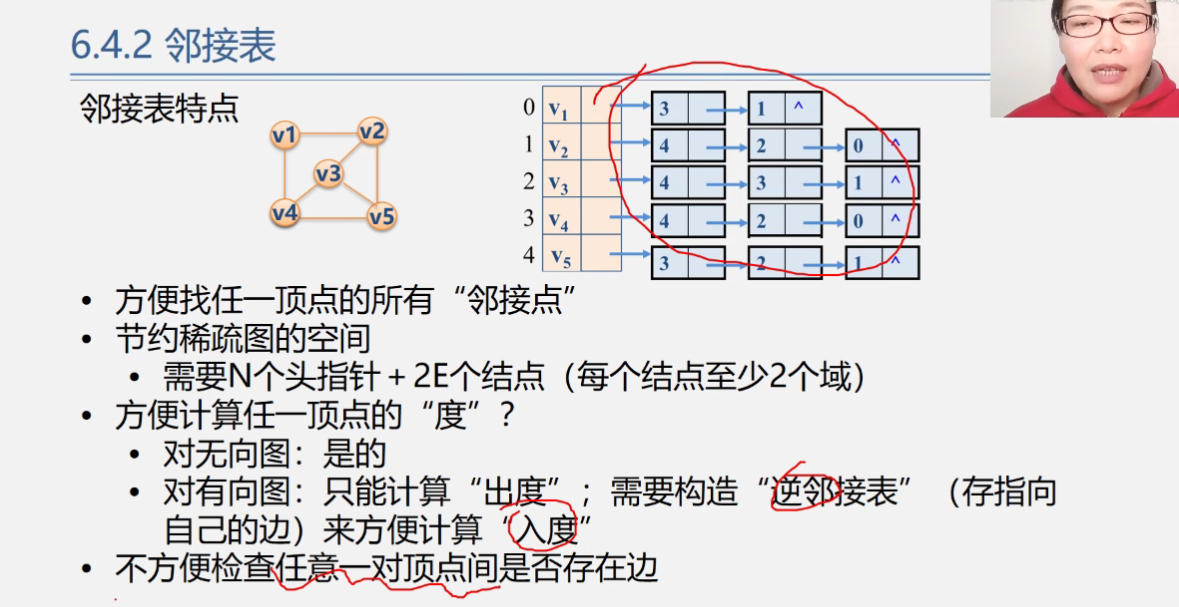 6.4.2 邻接表
邻接表特点
v1
v2
v3
v4
v5
0 v₁ 3 1 ^
1 v₂ 4 2 0 ^
2 v₃ 4 3 1 ^
3 v₄ 4 2 0 ^
4 v₅ 3 2 1 ^
• 方便找任一顶点的所有“邻接点”
• 节约稀疏图的空间
• 需要N个头指针+2E个结点（每个结点至少2个域）
• 方便计算任一顶点的“度”？
• 对无向图：是的
• 对有向图：只能计算“出度”；需要构造“逆邻接表”（存指向
自己的边）来方便计算“入度”
• 不方便检查任意一对顶点间是否存在边